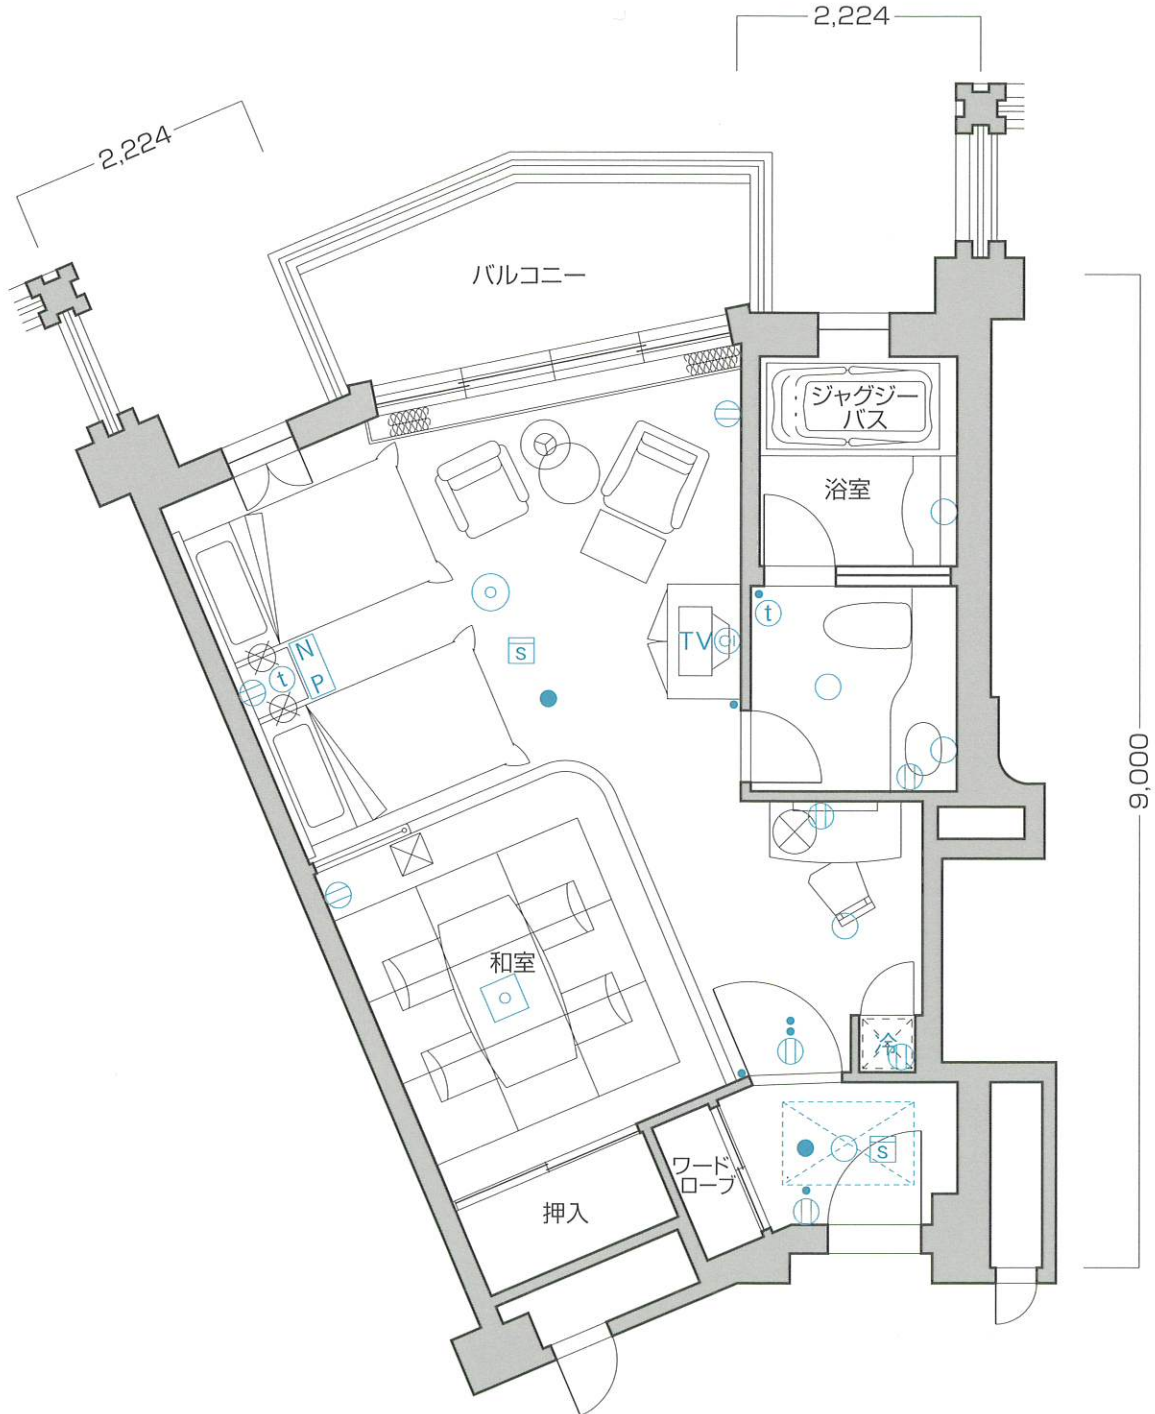 2,224
2,224
バルコニー
ジャグジー
バス
浴室
t
TV
s
N
P
t
9,000
和室
冷
s
ワード
ローブ
押入